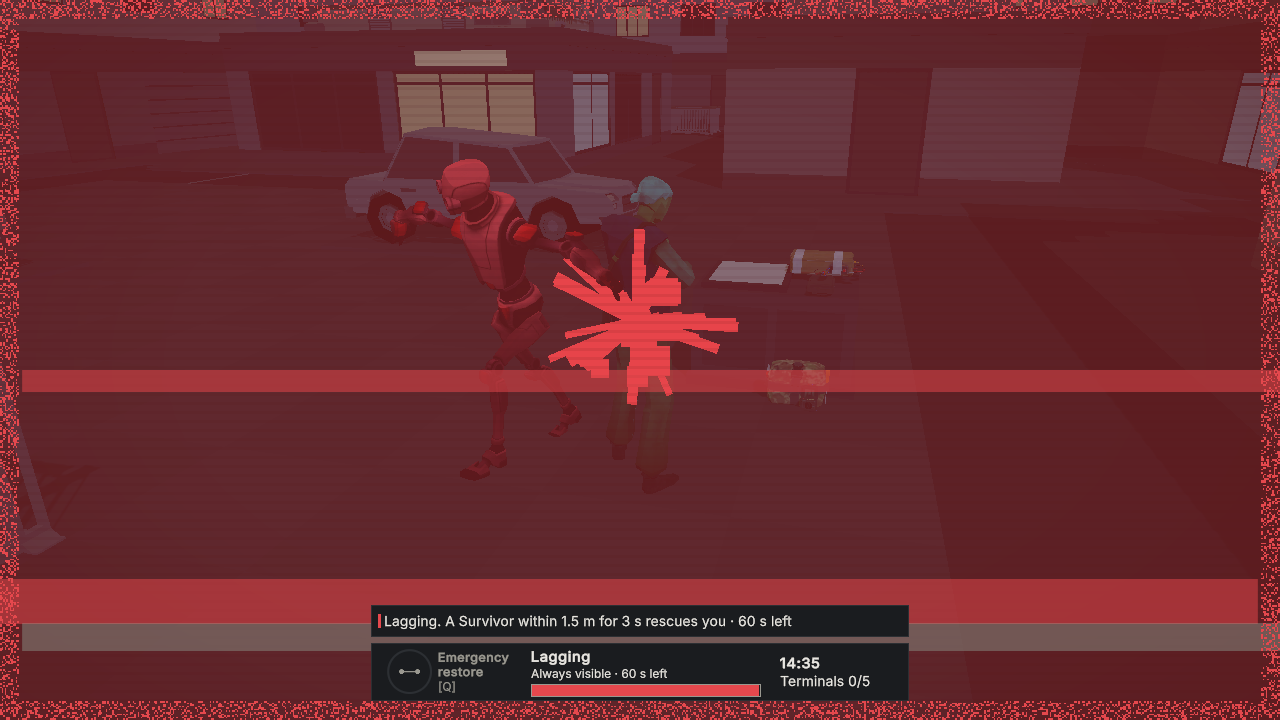 Lagging. A Survivor within 1.5 m for 3 s rescues you · 60 s left
Emergency
restore
[Q]
Lagging
Always visible · 60 s left
14:35
Terminals 0/5